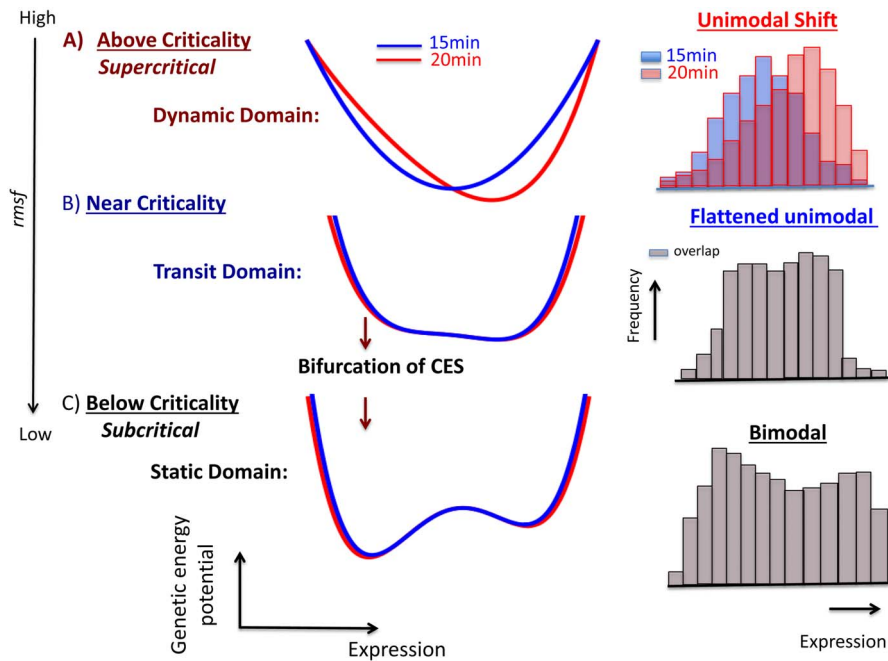 High
A) Above Criticality
Supercritical
15min
20min
Unimodal Shift
15min
20min
Dynamic Domain:
rmsf
B) Near Criticality
Flattened unimodal
overlap
Transit Domain:
Frequency
Bifurcation of CES
C) Below Criticality
Low
Subcritical
Bimodal
Static Domain:
Genetic energy
potential
Expression
Expression